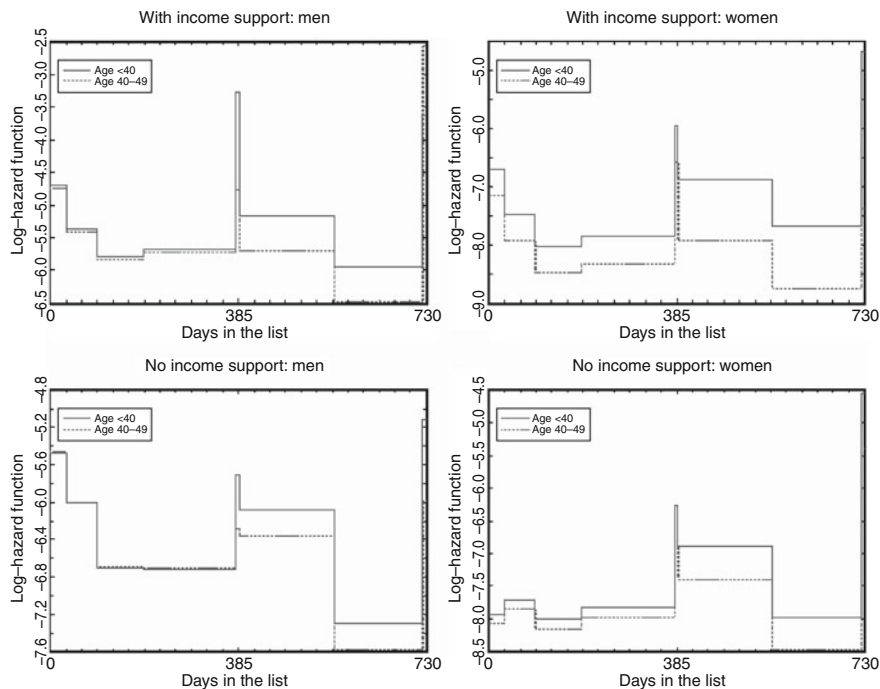 With income support: men
−2.5
−3.0
−3.5
−4.0
−4.5
−5.0
−5.5
−6.0
−6.5
Log–hazard function
Age <40
Age 40–49
0
385
730
Days in the list
With income support: women
−5.0
−6.0
−7.0
−8.0
−9.0
Log–hazard function
Age <40
Age 40–49
0
385
730
Days in the list
No income support: men
−4.8
−5.2
−5.6
−6.0
−6.4
−6.8
−7.2
−7.6
Log–hazard function
Age <40
Age 40–49
0
385
730
Days in the list
No income support: women
−4.5
−5.0
−5.5
−6.0
−6.5
−7.0
−7.5
−8.0
−8.5
Log–hazard function
Age <40
Age 40–49
0
385
730
Days in the list